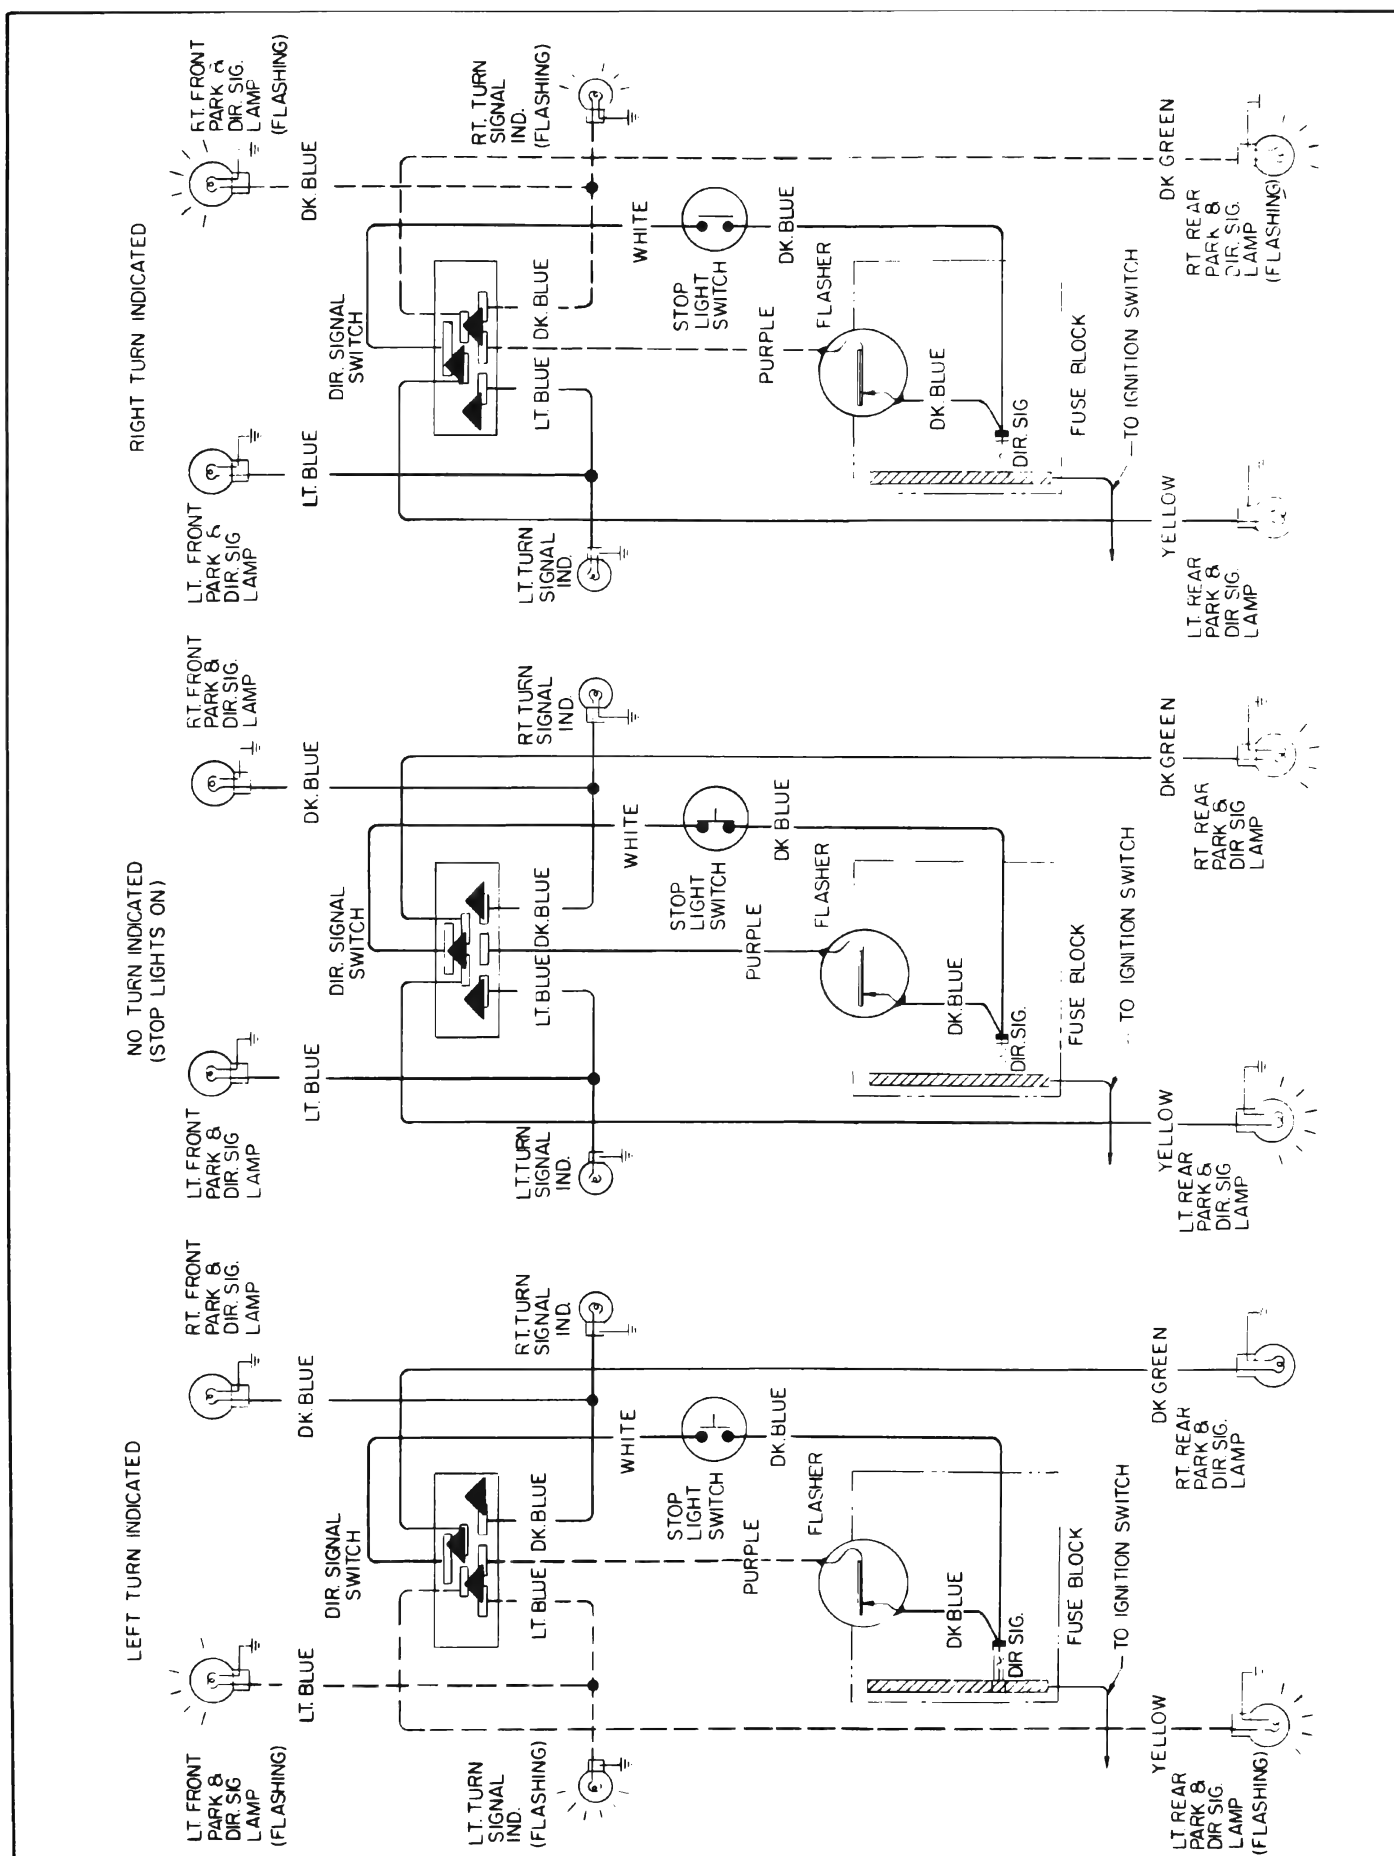 LEFT TURN INDICATED
LT. FRONT
PARK &
DIR. SIG
LAMP
(FLASHING)
LT. BLUE
RT. FRONT
PARK &
DIR. SIG.
LAMP
DK. BLUE
DIR. SIGNAL
SWITCH
LT. BLUE
DK. BLUE
LT. TURN
SIGNAL
IND.
(FLASHING)
RT. TURN
SIGNAL
IND.
WHITE
STOP
LIGHT
SWITCH
PURPLE
DK. BLUE
FLASHER
DK BLUE
DIR SIG.
FUSE BLOCK
TO IGNITION SWITCH
YELLOW
LT. REAR
PARK &
DIR SIG.
LAMP
(FLASHING)
DK GREEN
RT. REAR
PARK &
DIR. SIG.
LAMP
NO TURN INDICATED
(STOP LIGHTS ON)
LT. FRONT
PARK &
DIR. SIG
LAMP
LT. BLUE
RT. FRONT
PARK &
DIR. SIG.
LAMP
DK. BLUE
DIR. SIGNAL
SWITCH
LT. BLUE
DK. BLUE
LT. TURN
SIGNAL
IND.
RT TURN
SIGNAL
IND.
WHITE
STOP
LIGHT
SWITCH
PURPLE
DK BLUE
FLASHER
DK. BLUE
DIR. SIG.
FUSE BLOCK
TO IGNITION SWITCH
YELLOW
LT. REAR
PARK &
DIR. SIG
LAMP
DK GREEN
RT. REAR
PARK &
DIR SIG
LAMP
RIGHT TURN INDICATED
LT. FRONT
PARK &
DIR. SIG
LAMP
LT. BLUE
RT. FRONT
PARK &
DIR. SIG.
LAMP
(FLASHING)
DK. BLUE
DIR. SIGNAL
SWITCH
LT. BLUE
DK. BLUE
LT. TURN
SIGNAL
IND.
RT. TURN
SIGNAL
IND.
(FLASHING)
WHITE
STOP
LIGHT
SWITCH
PURPLE
DK. BLUE
FLASHER
DK. BLUE
DIR. SIG
FUSE BLOCK
TO IGNITION SWITCH
YELLOW
LT. REAR
PARK &
DIR SIG.
LAMP
DK GREEN
RT REAR
PARK &
DIR. SIG.
LAMP
(FLASHING)